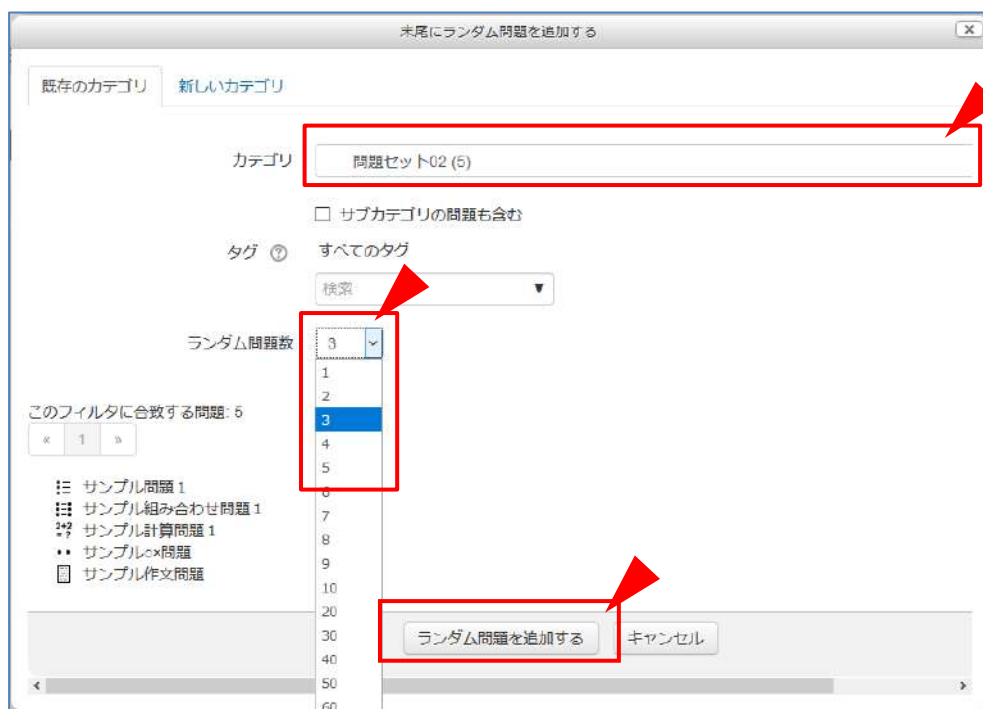 末尾にランダム問題を追加する
既存のカテゴリ 新しいカテゴリ
カテゴリ 問題セット02 (5)
サブカテゴリの問題も含む
タグ すべてのタグ
検索 ▼
ランダム問題数 3
1
2
3
4
5
6
7
8
9
10
20
30
40
50
60
このフィルタに合致する問題: 5
« 1 »
サンプル問題1
サンプル組み合わせ問題1
サンプル計算問題1
サンプル○×問題
サンプル作文問題
ランダム問題を追加する キャンセル